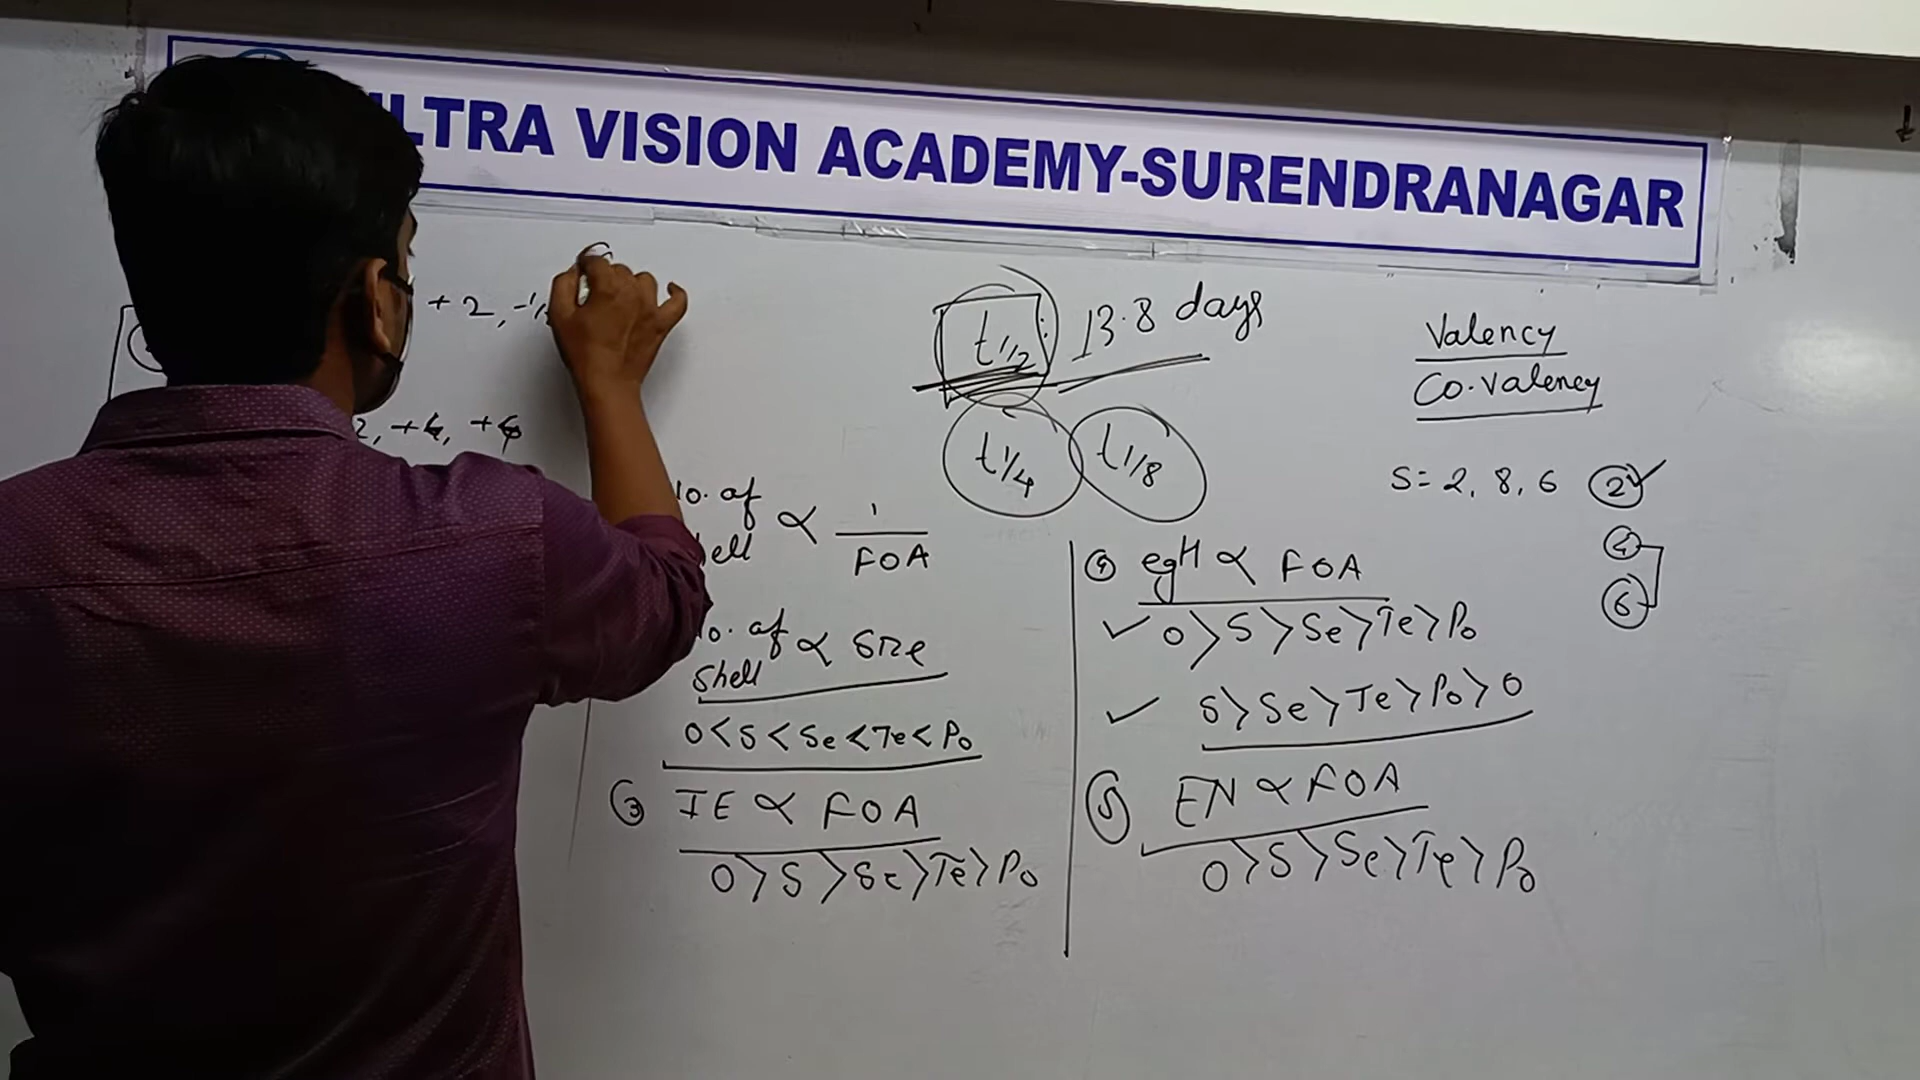 LTRA VISION ACADEMY-SURENDRANAGAR
+2, -1/2
2, +4, +6
t1/2 : 13.8 days
t1/4 t1/8
Valency
Co.Valency
S = 2, 8, 6 2 ✓
4
6
No. of shell ∝ 1/FOA
No. of shell ∝ Size
O < S < Se < Te < Po
3 IE ∝ FOA
O > S > Se > Te > Po
4 egH ∝ FOA
✓ O > S > Se > Te > Po
✓ S > Se > Te > Po > O
5 EN ∝ FOA
O > S > Se > Te > Po